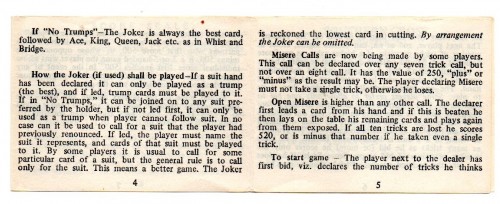 If "No Trumps"—The Joker is always the best card,
followed by Ace, King, Queen, Jack etc. as in Whist and
Bridge.
How the Joker (if used) shall be played—If a suit hand
has been declared it can only be played as a trump
(the best), and if led, trump cards must be played to it.
If in "No Trumps," it can be joined on to any suit pre-
ferred by the holder, but if not led first, it can only be
used as a trump when player cannot follow suit. In no
case can it be used to call for a suit that the player had
previously renounced. If led, the player must name the
suit it represents, and cards of that suit must be played
to it. By some players it is usual to call for some
particular card of a suit, but the general rule is to call
only for the suit. This means a better game. The Joker
4
is reckoned the lowest card in cutting. By arrangement
the Joker can be omitted.
Misere Calls are now being made by some players.
This call can be declared over any seven trick call, but
not over an eight call. It has the value of 250, "plus" or
"minus" as the result may be. The player declaring Misere
must not take a single trick, otherwise he loses.
Open Misere is higher than any other call. The declarer
first leads a card from his hand and if this is beaten he
then lays on the table his remaining cards and plays again
from them exposed. If all ten tricks are lost he scores
520, or is minus that number if he takes even a single
trick.
To start game – The player next to the dealer has
first bid, viz. declares the number of tricks he thinks
5